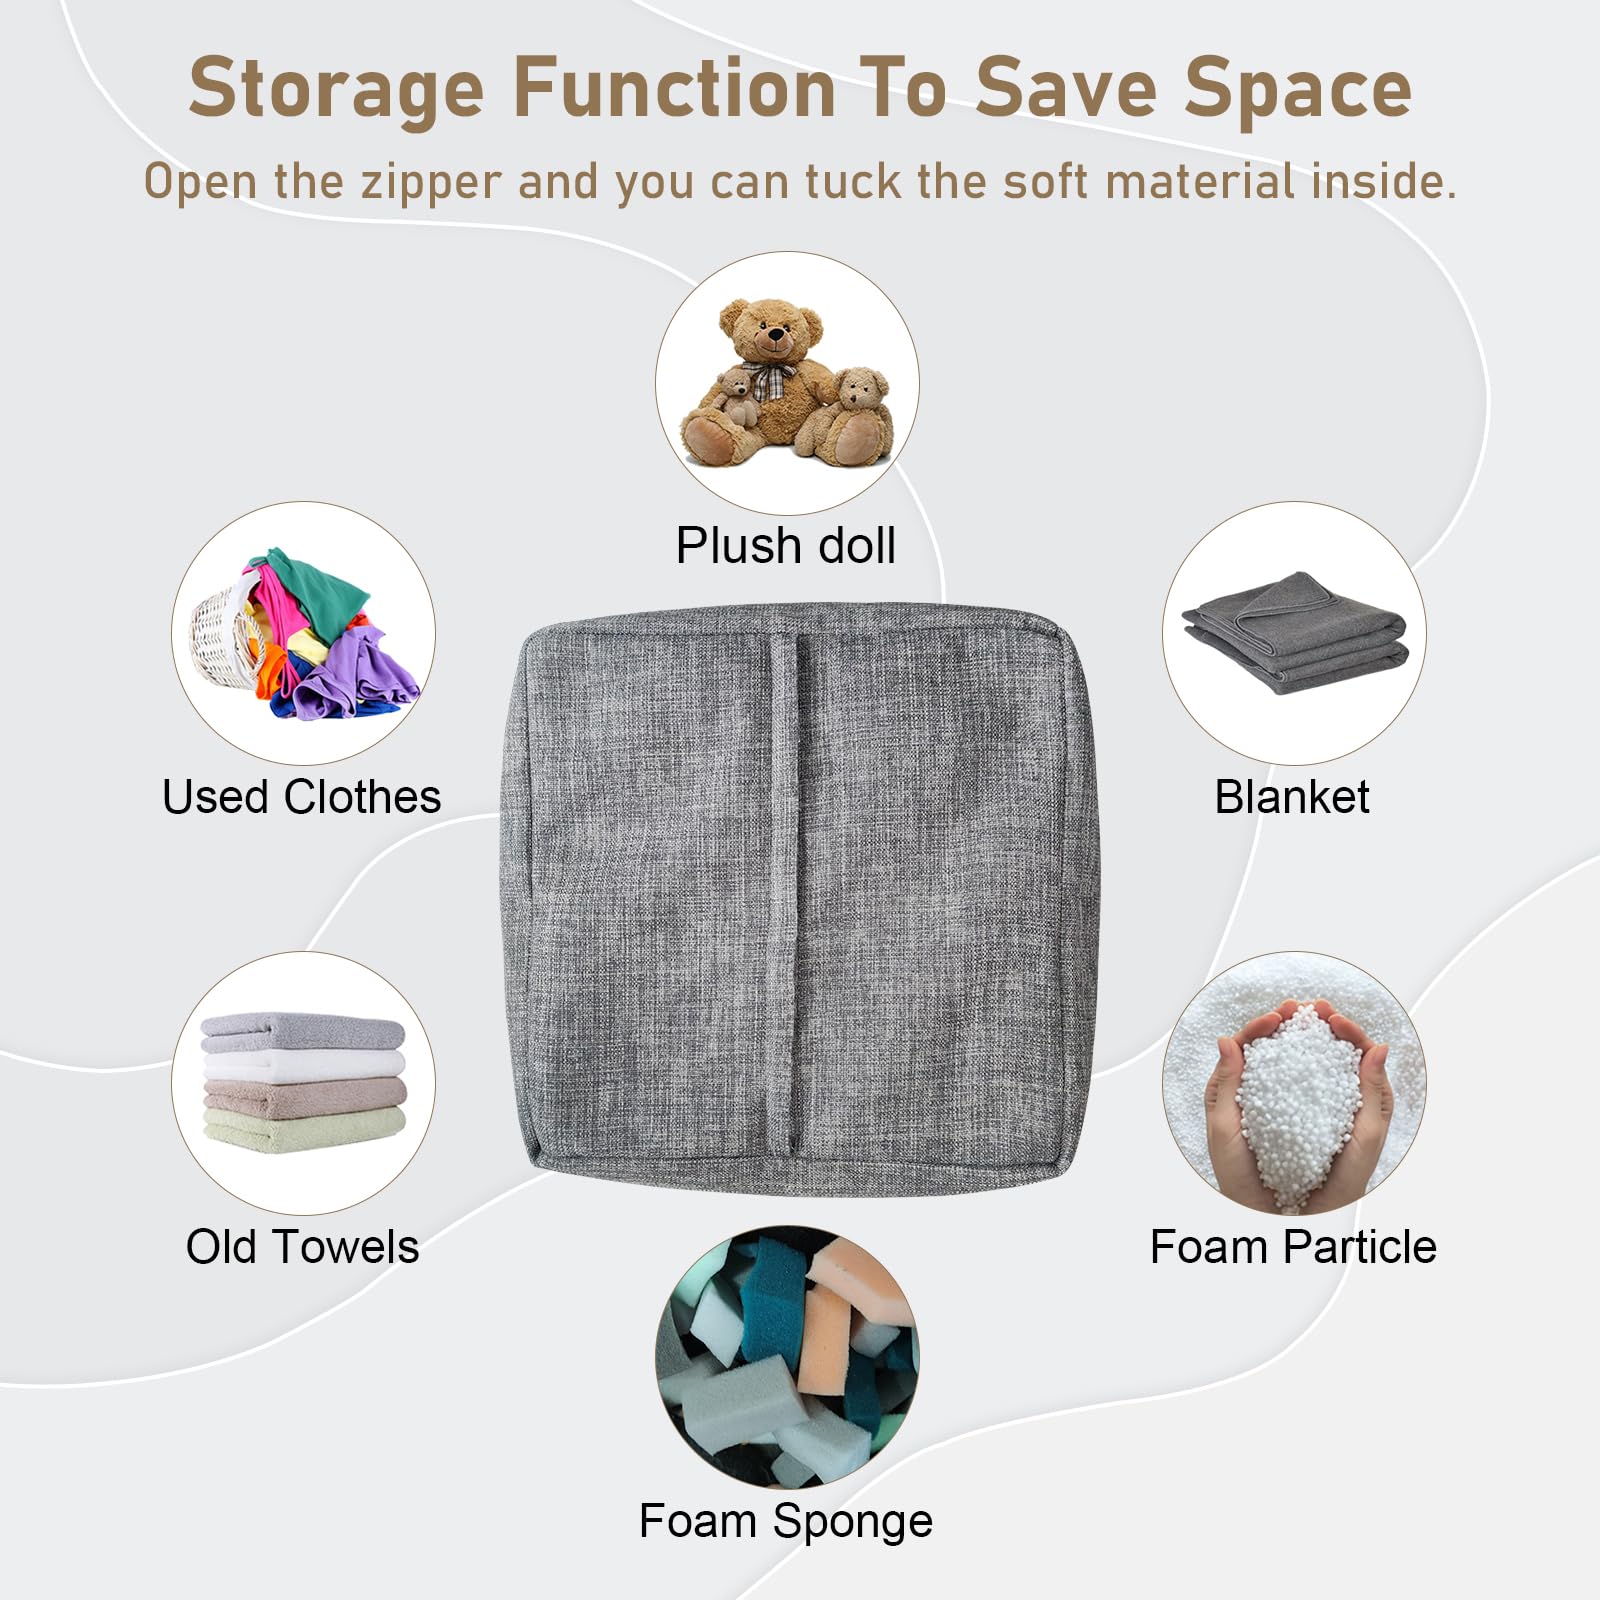 Storage Function To Save Space
Open the zipper and you can tuck the soft material inside.
Plush doll
Used Clothes
Blanket
Old Towels
Foam Particle
Foam Sponge